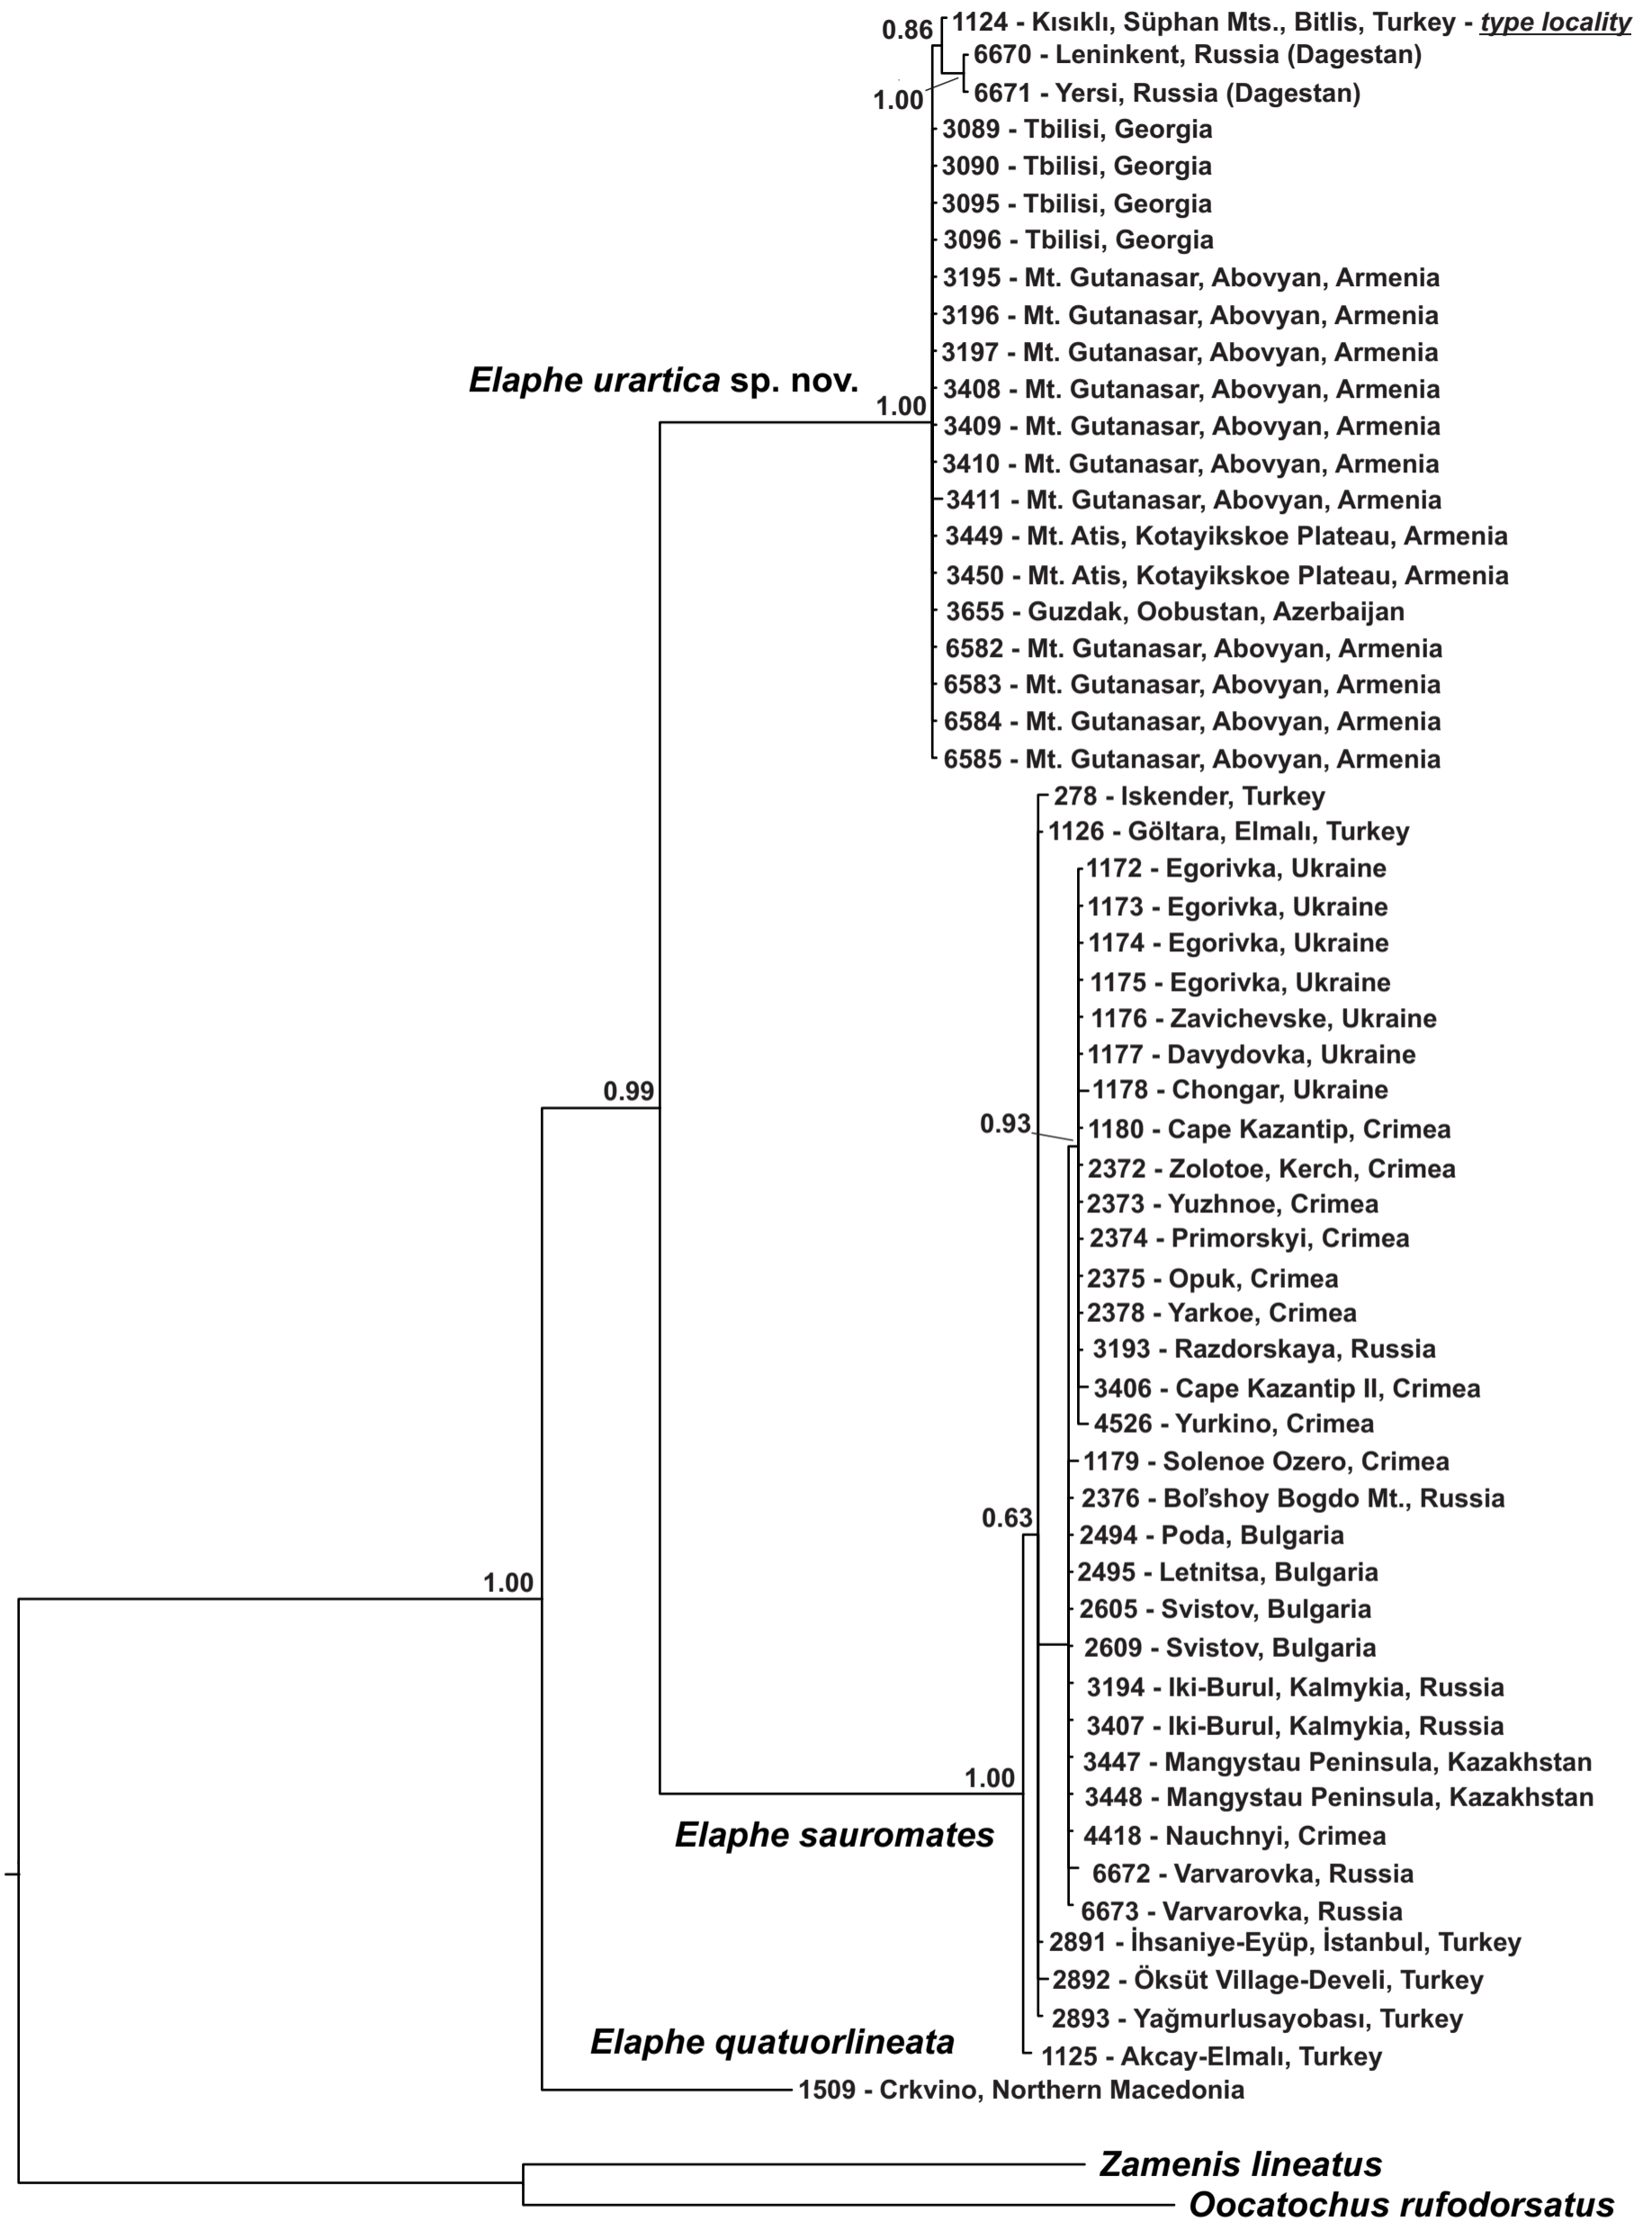 0.86
1124 - Kısıklı, Süphan Mts., Bitlis, Turkey - type locality
6670 - Leninkent, Russia (Dagestan)
1.00
6671 - Yersi, Russia (Dagestan)
3089 - Tbilisi, Georgia
3090 - Tbilisi, Georgia
3095 - Tbilisi, Georgia
3096 - Tbilisi, Georgia
3195 - Mt. Gutanasar, Abovyan, Armenia
3196 - Mt. Gutanasar, Abovyan, Armenia
3197 - Mt. Gutanasar, Abovyan, Armenia
Elaphe urartica sp. nov.
3408 - Mt. Gutanasar, Abovyan, Armenia
1.00
3409 - Mt. Gutanasar, Abovyan, Armenia
3410 - Mt. Gutanasar, Abovyan, Armenia
3411 - Mt. Gutanasar, Abovyan, Armenia
3449 - Mt. Atis, Kotayikskoe Plateau, Armenia
3450 - Mt. Atis, Kotayikskoe Plateau, Armenia
3655 - Guzdak, Oobustan, Azerbaijan
6582 - Mt. Gutanasar, Abovyan, Armenia
6583 - Mt. Gutanasar, Abovyan, Armenia
6584 - Mt. Gutanasar, Abovyan, Armenia
6585 - Mt. Gutanasar, Abovyan, Armenia
278 - Iskender, Turkey
1126 - Göltara, Elmalı, Turkey
1172 - Egorivka, Ukraine
1173 - Egorivka, Ukraine
1174 - Egorivka, Ukraine
1175 - Egorivka, Ukraine
1176 - Zavichevske, Ukraine
1177 - Davydovka, Ukraine
0.99
1178 - Chongar, Ukraine
0.93
1180 - Cape Kazantip, Crimea
2372 - Zolotoe, Kerch, Crimea
2373 - Yuzhnoe, Crimea
2374 - Primorskyi, Crimea
2375 - Opuk, Crimea
2378 - Yarkoe, Crimea
3193 - Razdorskaya, Russia
3406 - Cape Kazantip II, Crimea
4526 - Yurkino, Crimea
1179 - Solenoe Ozero, Crimea
2376 - Bol’shoy Bogdo Mt., Russia
0.63
2494 - Poda, Bulgaria
2495 - Letnitsa, Bulgaria
1.00
2605 - Svistov, Bulgaria
2609 - Svistov, Bulgaria
3194 - Iki-Burul, Kalmykia, Russia
3407 - Iki-Burul, Kalmykia, Russia
3447 - Mangystau Peninsula, Kazakhstan
1.00
3448 - Mangystau Peninsula, Kazakhstan
Elaphe sauromates
4418 - Nauchnyi, Crimea
6672 - Varvarovka, Russia
6673 - Varvarovka, Russia
2891 - İhsaniye-Eyüp, İstanbul, Turkey
2892 - Öksüt Village-Develi, Turkey
2893 - Yağmurlusayobası, Turkey
Elaphe quatuorlineata
1125 - Akcay-Elmalı, Turkey
1509 - Crkvino, Northern Macedonia
Zamenis lineatus
Oocatochus rufodorsatus